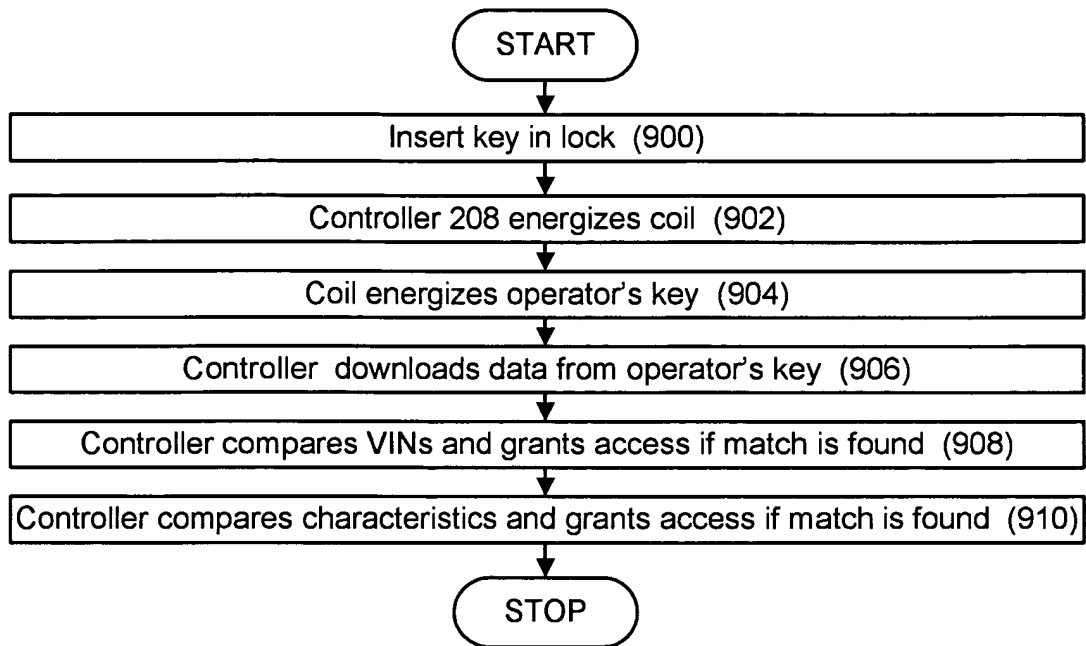 START
Insert key in lock (900)
Controller 208 energizes coil (902)
Coil energizes operator's key (904)
Controller downloads data from operator's key (906)
Controller compares VINs and grants access if match is found (908)
Controller compares characteristics and grants access if match is found (910)
STOP